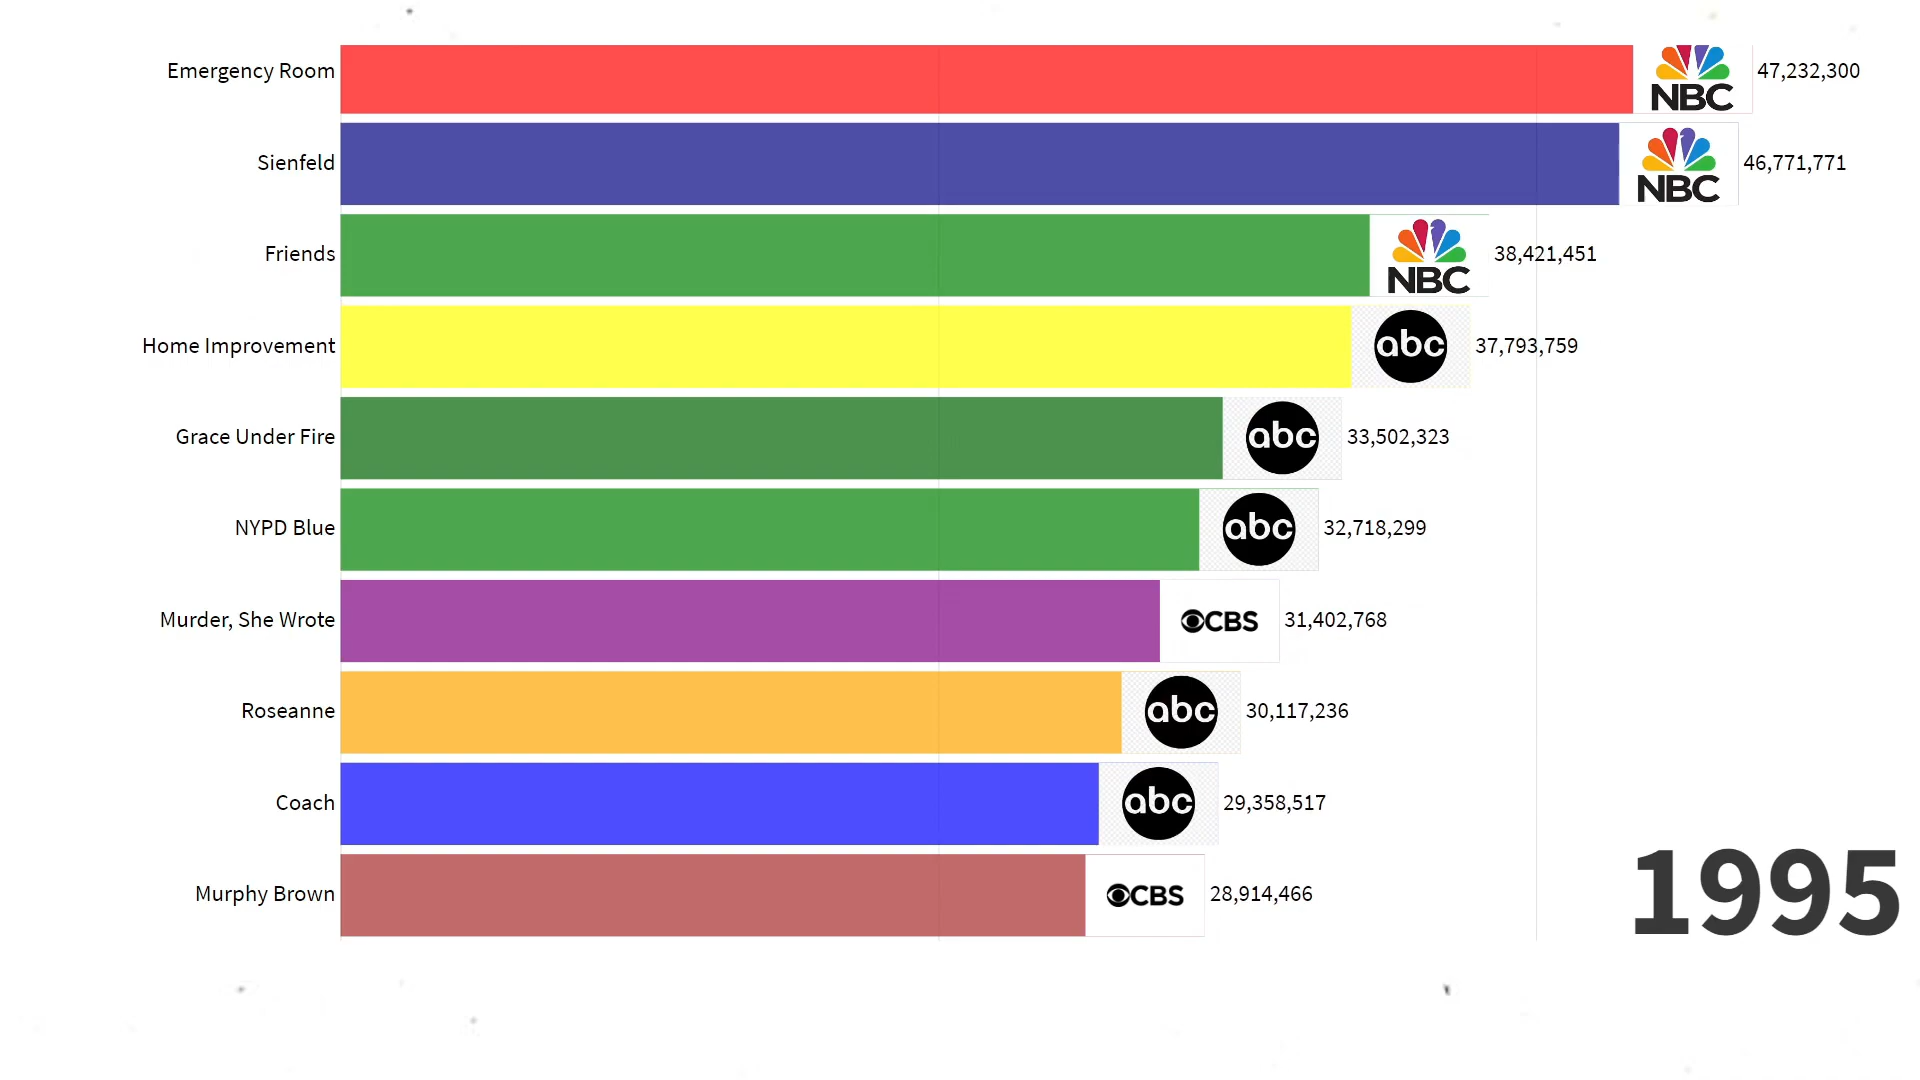 Emergency Room NBC 47,232,300
Sienfeld NBC 46,771,771
Friends NBC 38,421,451
Home Improvement abc 37,793,759
Grace Under Fire abc 33,502,323
NYPD Blue abc 32,718,299
Murder, She Wrote CBS 31,402,768
Roseanne abc 30,117,236
Coach abc 29,358,517
Murphy Brown CBS 28,914,466
1995